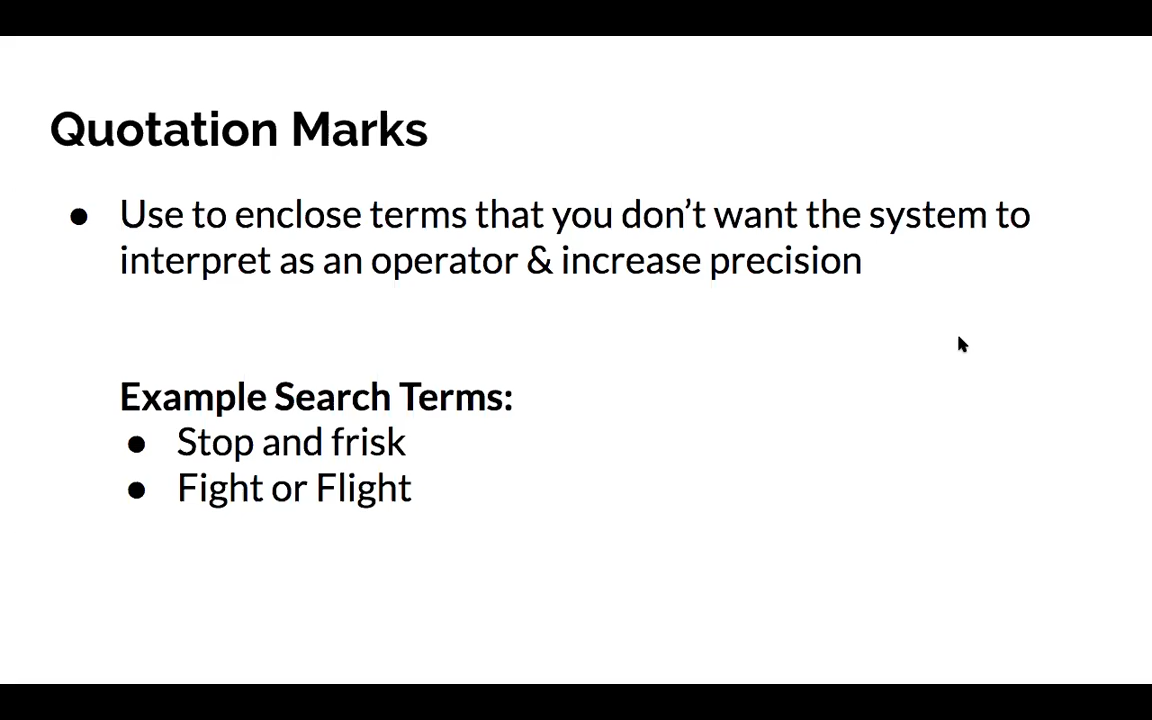 Quotation Marks
● Use to enclose terms that you don’t want the system to
interpret as an operator & increase precision
Example Search Terms:
● Stop and frisk
● Fight or Flight